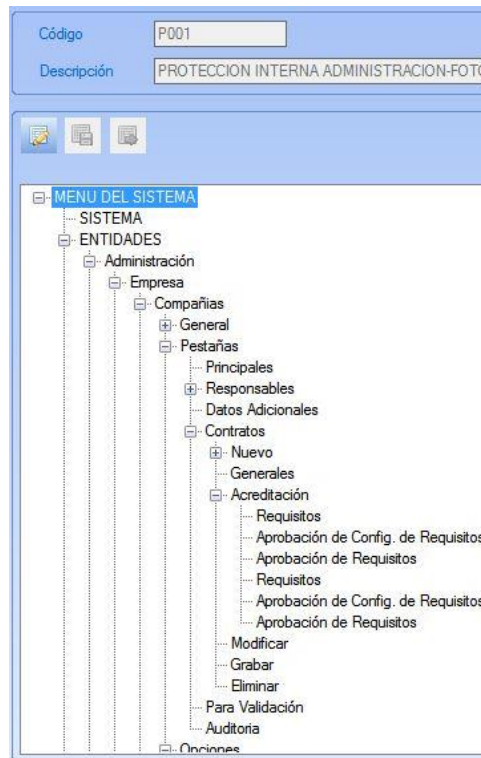 Código P001
Descripción PROTECCION INTERNA ADMINISTRACION-FOTO
MENU DEL SISTEMA
SISTEMA
ENTIDADES
Administración
Empresa
Compañias
General
Pestañas
Principales
Responsables
Datos Adicionales
Contratos
Nuevo
Generales
Acreditación
Requisitos
Aprobación de Config. de Requisitos
Aprobación de Requisitos
Requisitos
Aprobación de Config. de Requisitos
Aprobación de Requisitos
Modificar
Grabar
Eliminar
Para Validación
Auditoria
Opciones